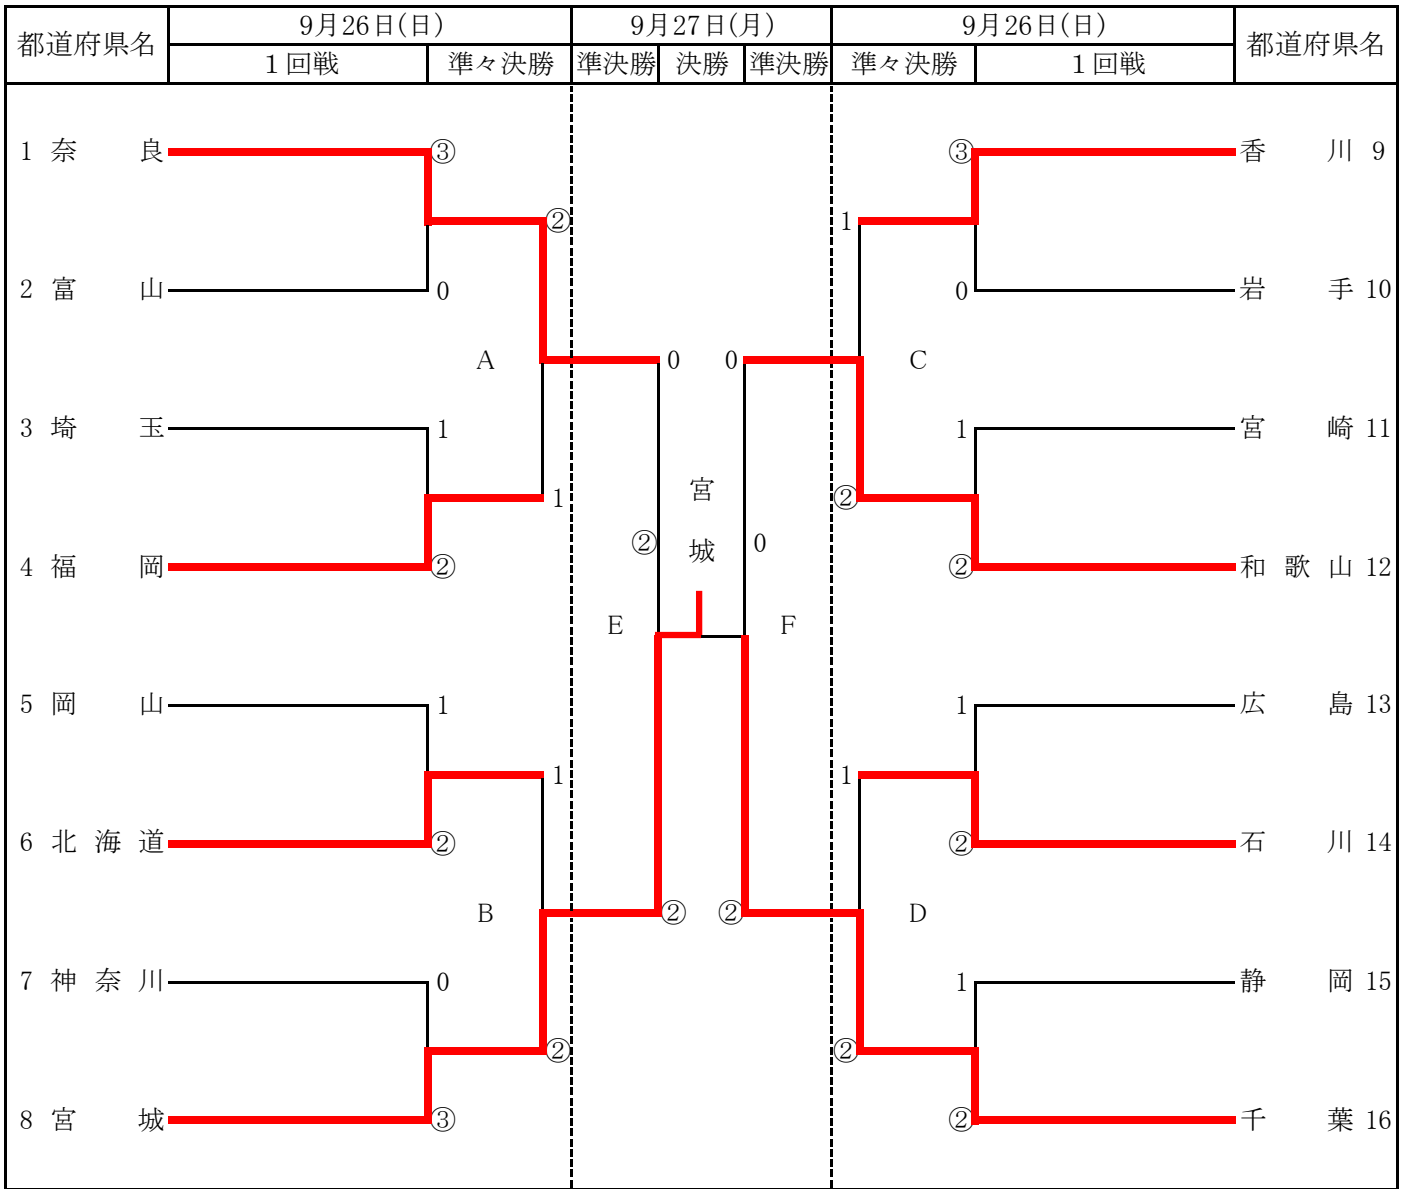 都道府県名 9月26日(日) 9月27日(月) 9月26日(日) 都道府県名
１回戦 準々決勝 準決勝 決勝 準決勝 準々決勝 １回戦
1 奈良 ③ ③ 香川 9
② 1
2 富山 0 0 岩手 10
A 0 0 C
3 埼玉 1 1 宮崎 11
1 宮 ②
② 城 0
4 福岡 ② ② 和歌山 12
E F
5 岡山 1 1 広島 13
1 1
6 北海道 ② ② 石川 14
B ② ② D
7 神奈川 0 1 静岡 15
② ②
8 宮城 ③ ② 千葉 16